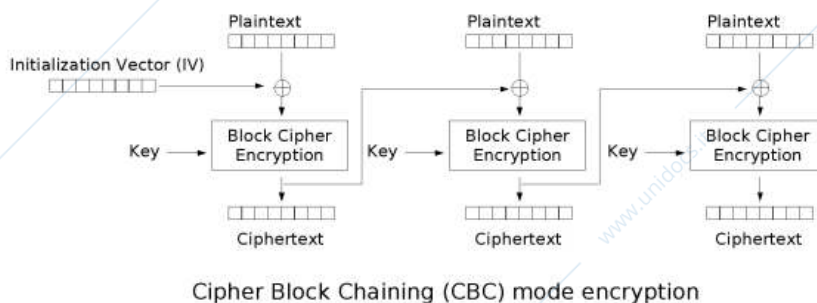 Plaintext
Plaintext
Plaintext
Initialization Vector (IV)
Key
Block Cipher
Encryption
Key
Block Cipher
Encryption
Key
Block Cipher
Encryption
Ciphertext
Ciphertext
Ciphertext
Cipher Block Chaining (CBC) mode encryption